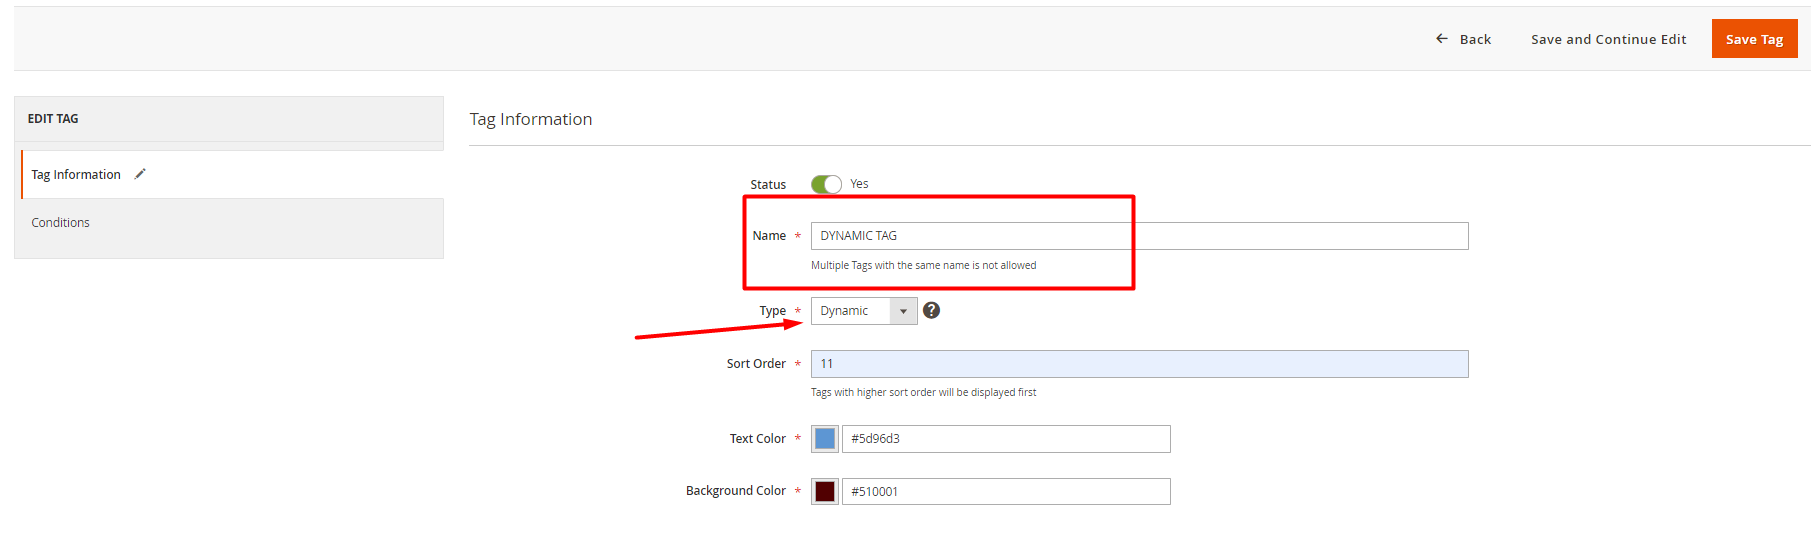 Back Save and Continue Edit Save Tag
EDIT TAG
Tag Information
Conditions
Tag Information
Status Yes
Name * DYNAMIC TAG
Multiple Tags with the same name is not allowed
Type * Dynamic ?
Sort Order * 11
Tags with higher sort order will be displayed first
Text Color * #5d96d3
Background Color * #510001